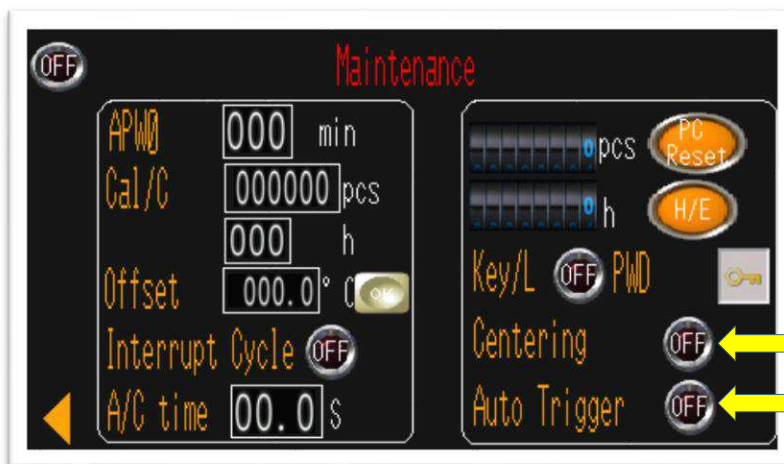 OFF
Maintenance
APW0 000 min
Cal/C 000000 pcs
000 h
Offset 000.0° C OK
Interrupt Cycle OFF
A/C time 00.0 S
0 pcs PC Reset
0 h H/E
Key/L OFF PWD
Centering OFF
Auto Trigger OFF